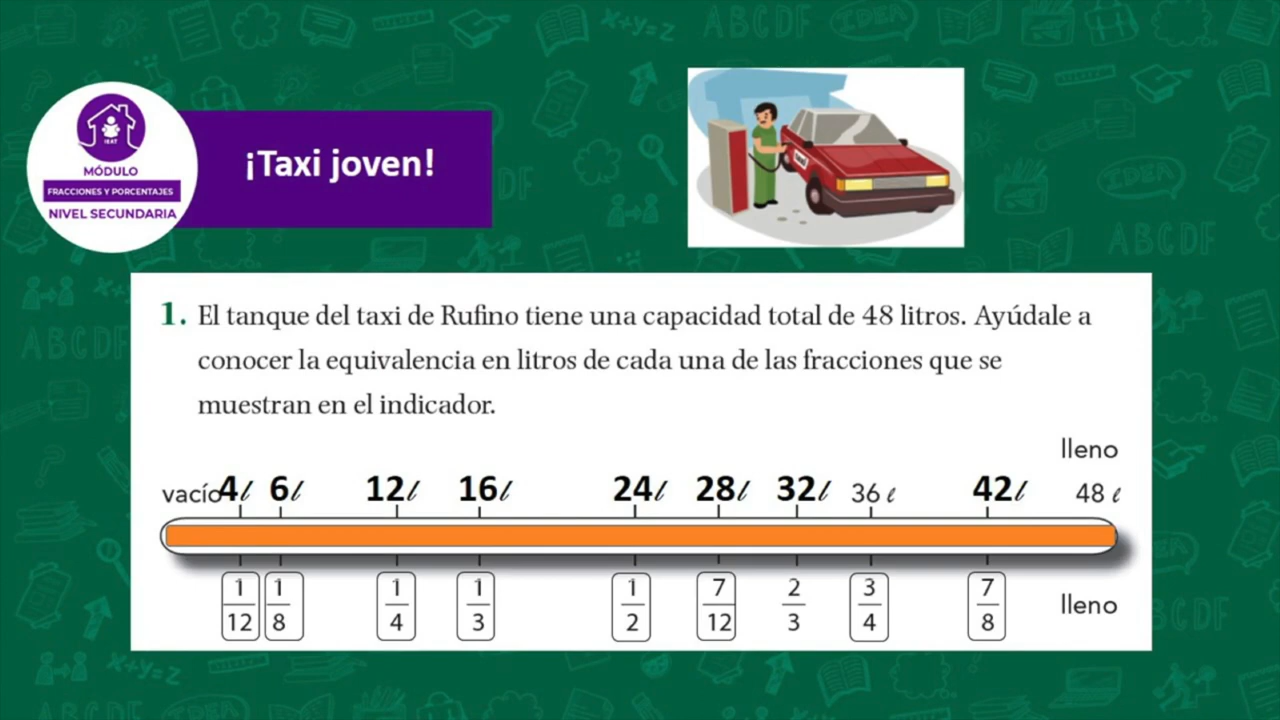 ISAT
MÓDULO
FRACCIONES Y PORCENTAJES
NIVEL SECUNDARIA
¡Taxi joven!
taxi
1. El tanque del taxi de Rufino tiene una capacidad total de 48 litros. Ayúdale a
conocer la equivalencia en litros de cada una de las fracciones que se
muestran en el indicador.
lleno
vacío 4ℓ 6ℓ 12ℓ 16ℓ 24ℓ 28ℓ 32ℓ 36 ℓ 42ℓ 48 ℓ
1/12 1/8 1/4 1/3 1/2 7/12 2/3 3/4 7/8 lleno